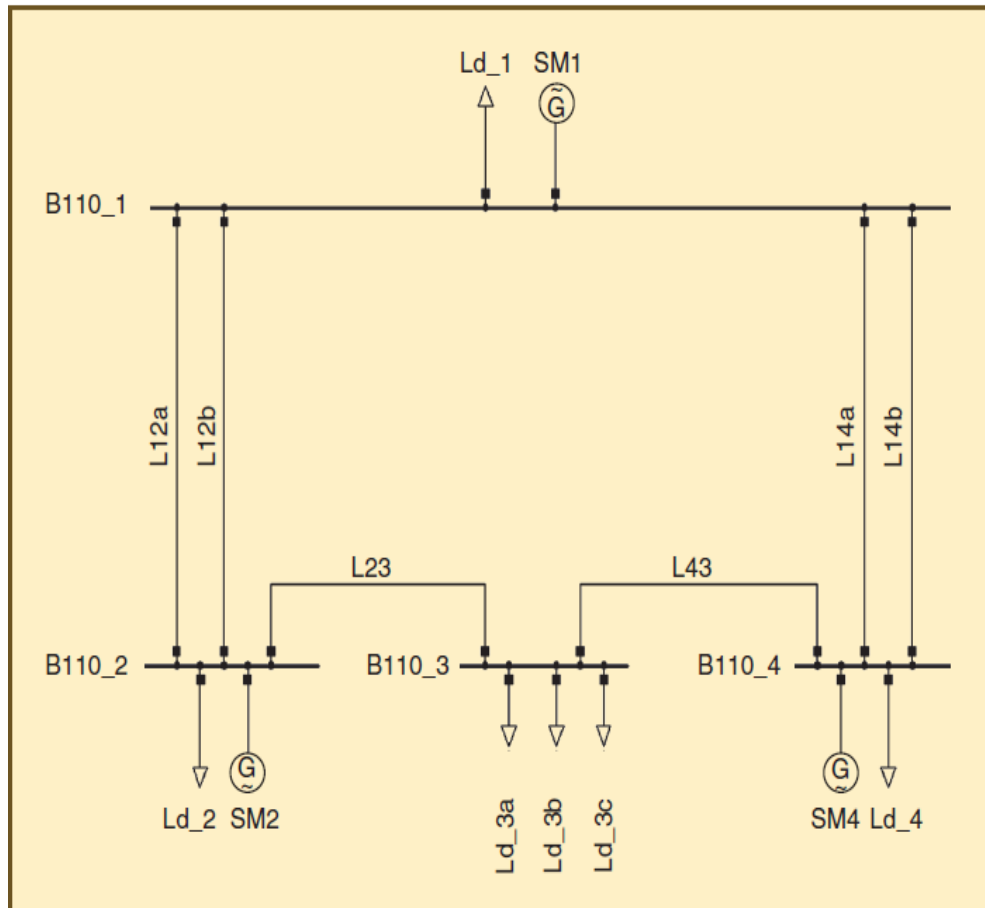 Ld_1 SM1
G
~
B110_1
L12a
L12b
L14a
L14b
L23
L43
B110_2
B110_3
B110_4
G
~
G
~
Ld_2 SM2
Ld_3a
Ld_3b
Ld_3c
SM4 Ld_4